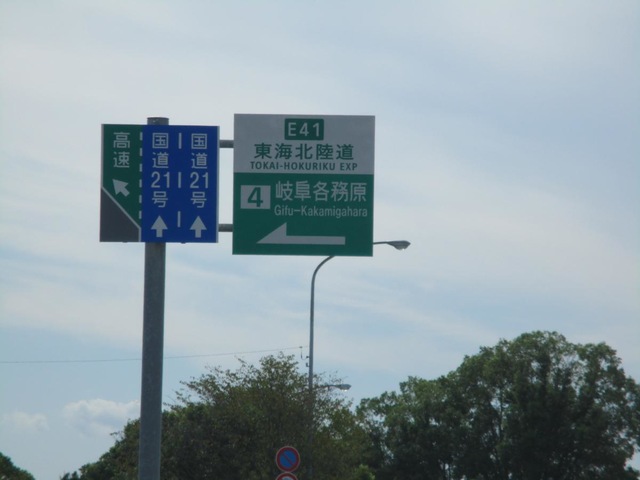 高速
国道21号
国道21号
E41
東海北陸道
TOKAI-HOKURIKU EXP
4 岐阜各務原
Gifu-Kakamigahara